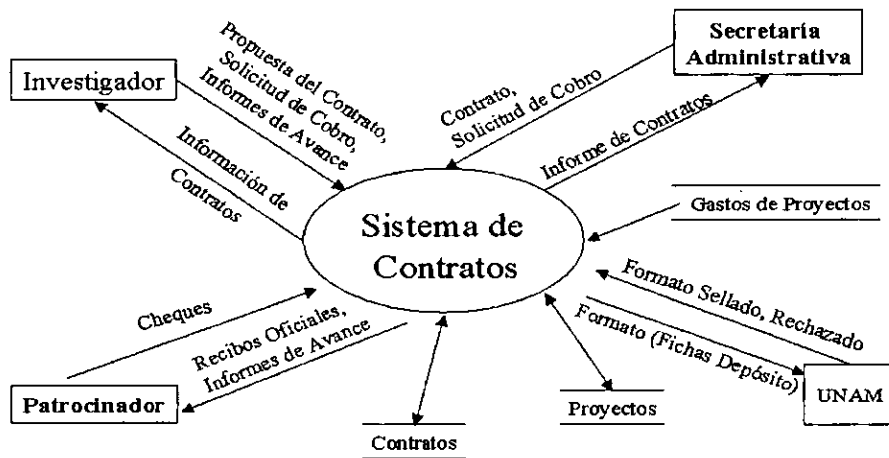 Investigador
Propuesta del Contrato,
Solicitud de Cobro,
Informes de Avance
Información de
Contratos
Secretaría
Administrativa
Contrato,
Solicitud de Cobro
Informe de Contratos
Sistema de
Contratos
Gastos de Proyectos
Formato Sellado, Rechazado
Formato (Fichas Depósito)
UNAM
Cheques
Recibos Oficiales,
Informes de Avance
Patrocinador
Contratos
Proyectos